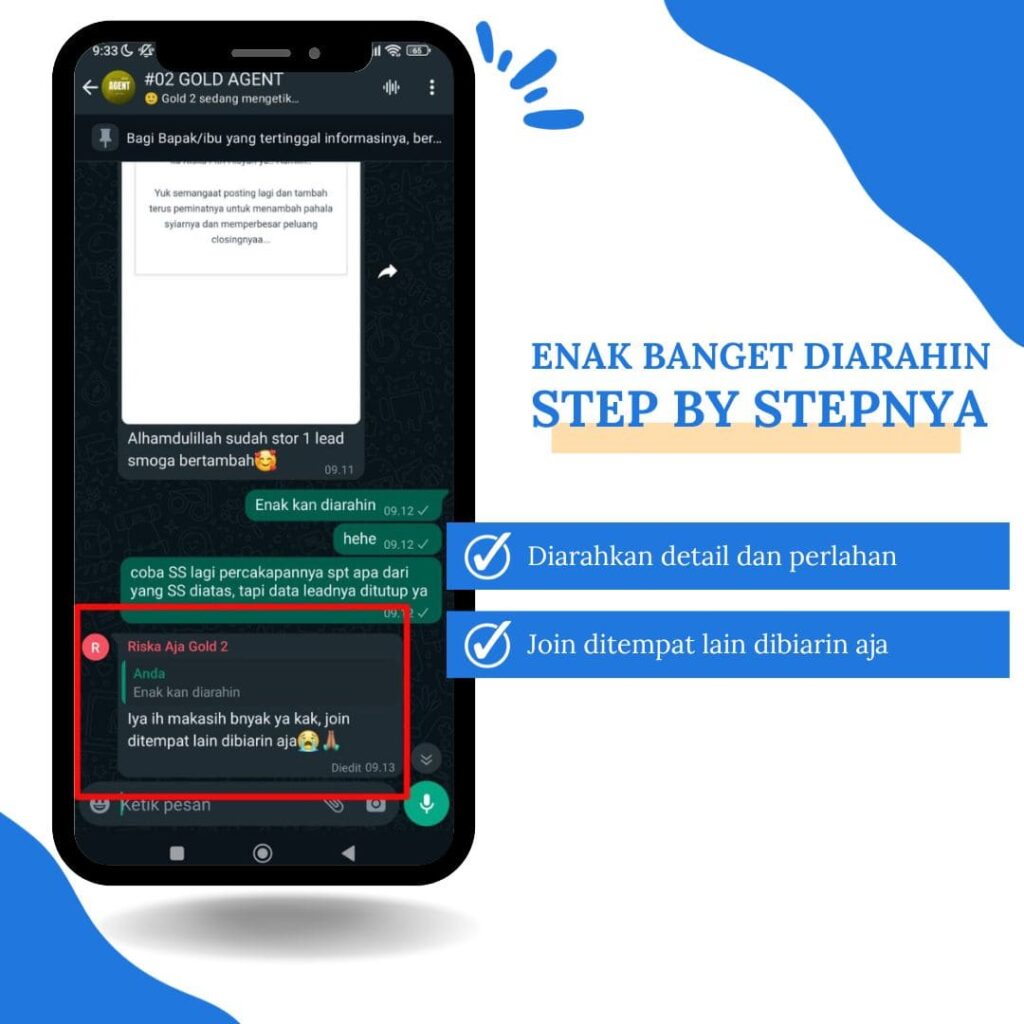 9:33
65
AGENT
#02 GOLD AGENT
Gold 2 sedang mengetik...
Bagi Bapak/ibu yang tertinggal informasinya, ber...
Yuk semangaat posting lagi dan tambah
terus peminatnya untuk menambah pahala
syiarnya dan memperbesar peluang
closingnyaa...
Alhamdulillah sudah stor 1 lead
smoga bertambah🥰
09.11
Enak kan diarahin 09.12
hehe 09.12
coba SS lagi percakapannya spt apa dari
yang SS diatas, tapi data leadnya ditutup ya
09.12
R
Riska Aja Gold 2
Anda
Enak kan diarahin
Iya ih makasih bnyak ya kak, join
ditempat lain dibiarin aja😭🙏🏽
Diedit 09.13
Ketik pesan
ENAK BANGET DIARAHIN
STEP BY STEPNYA
Diarahkan detail dan perlahan
Join ditempat lain dibiarin aja